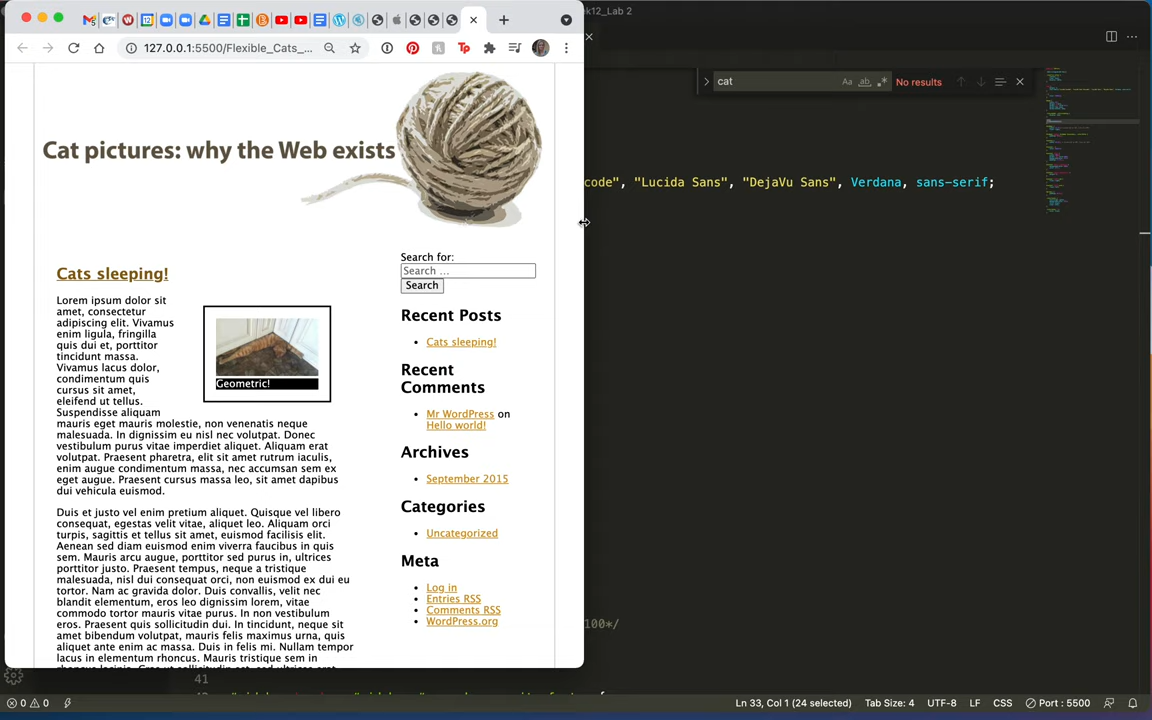 127.0.0.1:5500/Flexible_Cats_...
Cat pictures: why the Web exists
Cats sleeping!
Lorem ipsum dolor sit
amet, consectetur
adipiscing elit. Vivamus
enim ligula, fringilla
quis dui et, porttitor
tincidunt massa.
Vivamus lacus dolor,
condimentum quis
cursus sit amet,
eleifend ut tellus.
Suspendisse aliquam
mauris eget mauris molestie, non venenatis neque
malesuada. In dignissim eu nisl nec volutpat. Donec
vestibulum purus vitae imperdiet aliquet. Aliquam erat
volutpat. Praesent pharetra, elit sit amet rutrum iaculis,
enim augue condimentum massa, nec accumsan sem ex
eget augue. Praesent cursus massa leo, sit amet dapibus
dui vehicula euismod.
Geometric!
Duis et justo vel enim pretium aliquet. Quisque vel libero
consequat, egestas velit vitae, aliquet leo. Aliquam orci
turpis, sagittis et tellus sit amet, euismod facilisis elit.
Aenean sed diam euismod enim viverra faucibus in quis
sem. Mauris arcu augue, porttitor sed purus in, ultrices
porttitor justo. Praesent tempus, neque a tristique
malesuada, nisl dui consequat orci, non euismod ex dui eu
tortor. Nam ac gravida dolor. Duis convallis, velit nec
blandit elementum, eros leo dignissim lorem, vitae
commodo tortor mauris vitae purus. In non vestibulum
eros. Praesent quis sollicitudin dui. In tincidunt, neque sit
amet bibendum volutpat, mauris felis maximus urna, quis
aliquet ante enim ac massa. Duis in felis mi. Nullam tempor
lacus in elementum rhoncus. Mauris tristique sem in
Search for:
Search ...
Search
Recent Posts
• Cats sleeping!
Recent
Comments
• Mr WordPress on
Hello world!
Archives
• September 2015
Categories
• Uncategorized
Meta
• Log in
• Entries RSS
• Comments RSS
• WordPress.org
k12_Lab 2
cat
Aa ab
No results
code", "Lucida Sans", "DejaVu Sans", Verdana, sans-serif;
100*/
41
0 0
Ln 33, Col 1 (24 selected)
Tab Size: 4
UTF-8
LF
CSS
Port : 5500